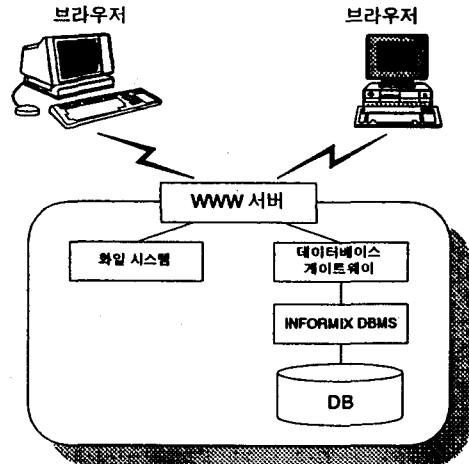 브라우저
브라우저
WWW 서버
화일 시스템
데이터베이스
게이트웨이
INFORMIX DBMS
DB